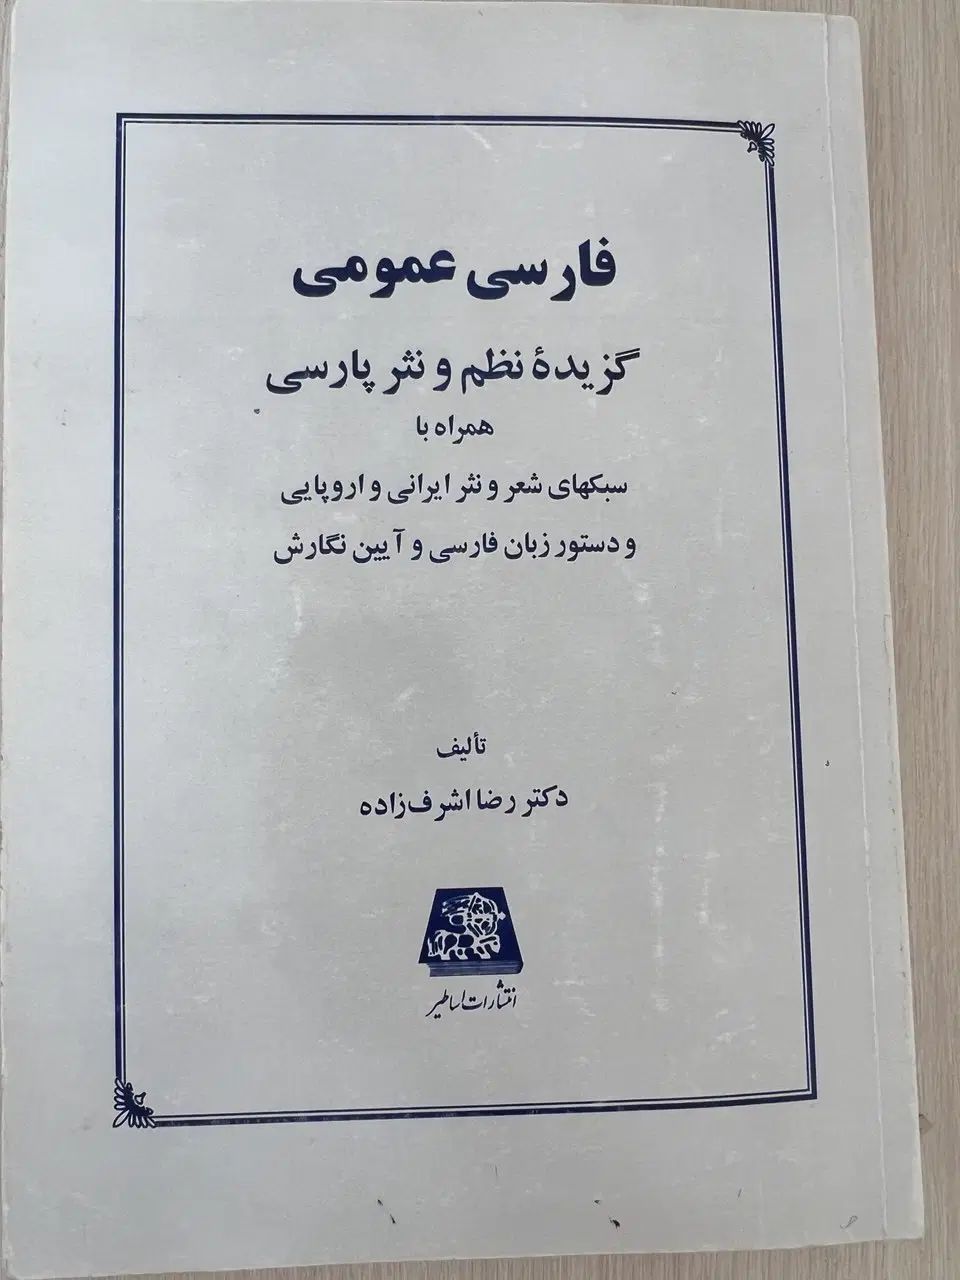 فارسی عمومی
گزیدهٔ نظم و نثر پارسی
همراه با
سبکهای شعر و نثر ایرانی و اروپایی
و دستور زبان فارسی و آیین نگارش
تألیف
دکتر رضا اشرف‌زاده
انتشارات اساطیر